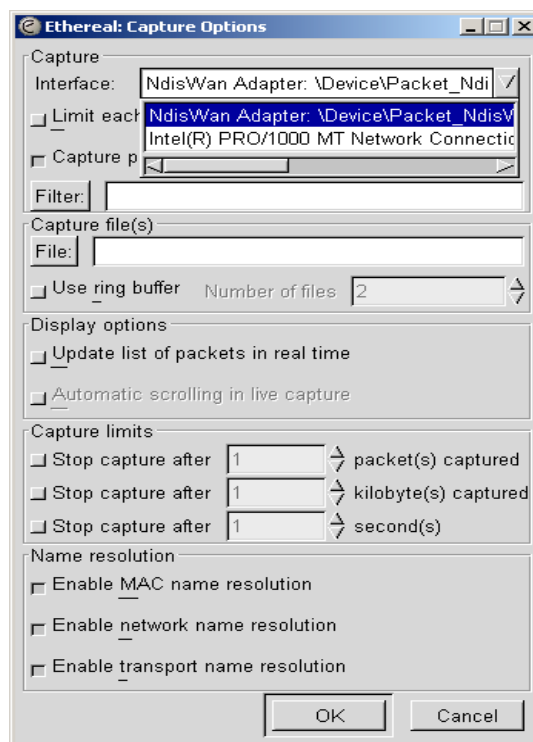 Ethereal: Capture Options
Capture
Interface: NdisWan Adapter: \Device\Packet_Ndi
Limit each
NdisWan Adapter: \Device\Packet_NdisW
Intel(R) PRO/1000 MT Network Connectio
Capture p
Filter:
Capture file(s)
File:
Use ring buffer Number of files 2
Display options
Update list of packets in real time
Automatic scrolling in live capture
Capture limits
Stop capture after 1 packet(s) captured
Stop capture after 1 kilobyte(s) captured
Stop capture after 1 second(s)
Name resolution
Enable MAC name resolution
Enable network name resolution
Enable transport name resolution
OK Cancel